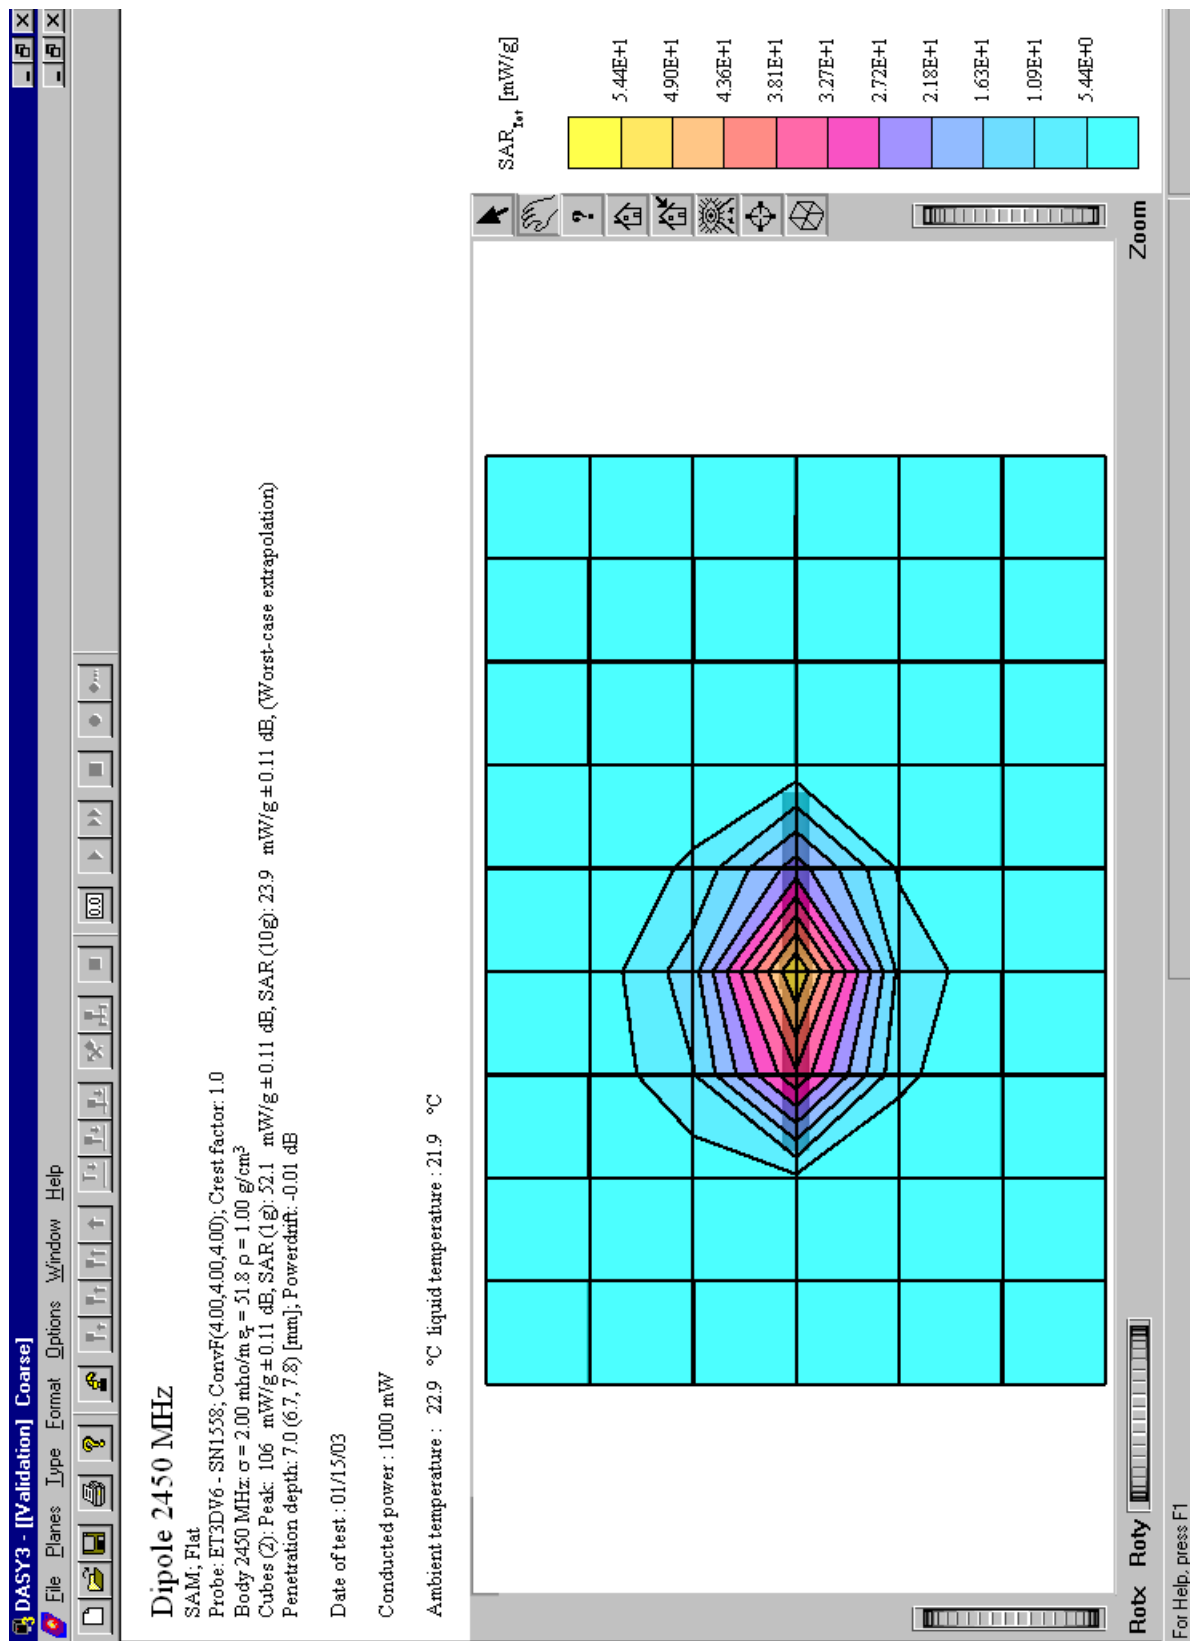 DASY3 - [[Validation] Coarse]
File Planes Type Format Options Window Help
0.0
Dipole 2450 MHz
SAM; Flat
Probe: ET3DV6 - SN1558; ConvF(4.00,4.00,4.00); Crest factor: 1.0
Body 2450 MHz: σ = 2.00 mho/m εr = 51.8 ρ = 1.00 g/cm³
Cubes (2): Peak: 106 mW/g ± 0.11 dB, SAR (1g): 52.1 mW/g ± 0.11 dB, SAR (10g): 23.9 mW/g ± 0.11 dB, (Worst-case extrapolation)
Penetration depth: 7.0 (6.7, 7.8) [mm]; Powerdrift: -0.01 dB
Date of test : 01/15/03
Conducted power : 1000 mW
Ambient temperature : 22.9 °C liquid temperature : 21.9 °C
SARTot [mW/g]
5.44E+1
4.90E+1
4.36E+1
3.81E+1
3.27E+1
2.72E+1
2.18E+1
1.63E+1
1.09E+1
5.44E+0
Rotx Roty Zoom
For Help, press F1